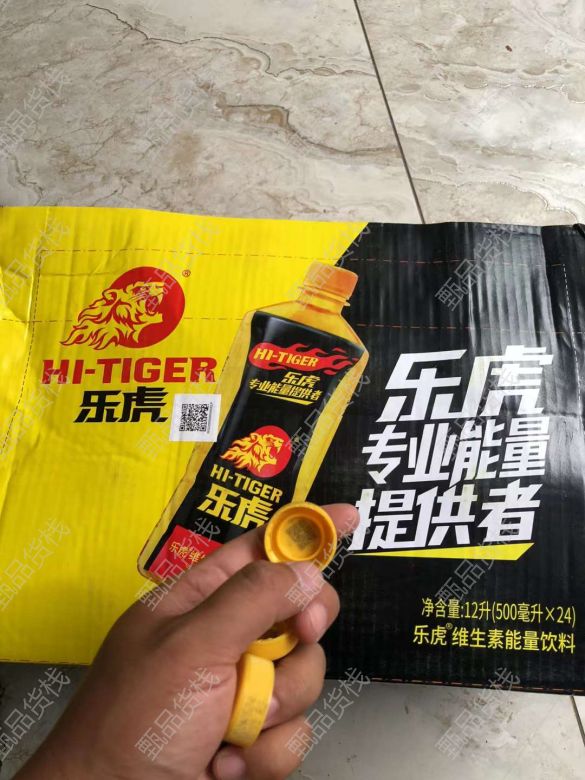 ®
HI-TIGER
乐虎
HI-TIGER
乐虎
专业能量提供者
HI-TIGER
乐虎
乐虎
专业能量
提供者
净含量:12升(500毫升×24)
乐虎®维生素能量饮料
甄品货栈